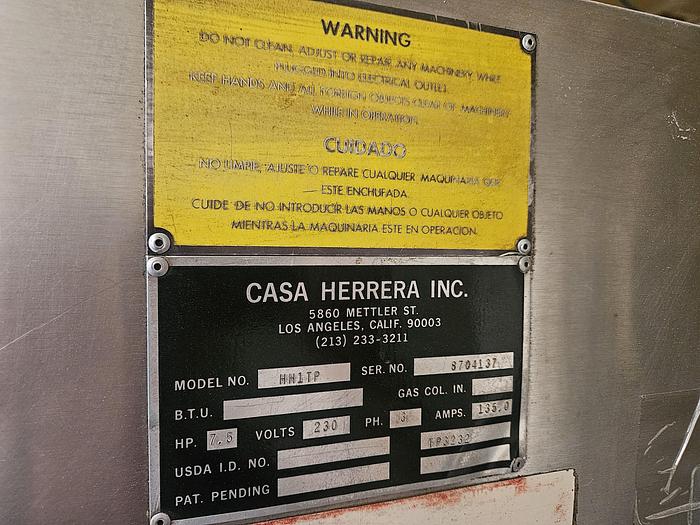 WARNING
DO NOT CLEAN, ADJUST OR REPAIR ANY MACHINERY WHILE
PLUGGED INTO ELECTRICAL OUTLET.
KEEP HANDS AND ALL FOREIGN OBJECTS CLEAR OF MACHINERY
WHILE IN OPERATION.
CUIDADO
NO LIMPIE, AJUSTE O REPARE CUALQUIER MAQUINARIA QUE
ESTE ENCHUFADA.
CUIDE DE NO INTRODUCIR LAS MANOS O CUALQUIER OBJETO
MIENTRAS LA MAQUINARIA ESTE EN OPERACION.
CASA HERRERA INC.
5860 METTLER ST.
LOS ANGELES, CALIF. 90003
(213) 233-3211
MODEL NO. HH1TP SER. NO. 8704137
B.T.U. GAS COL. IN.
HP. 7.5 VOLTS 230 PH. 3 AMPS. 135.0
USDA I.D. NO. TP3232
PAT. PENDING